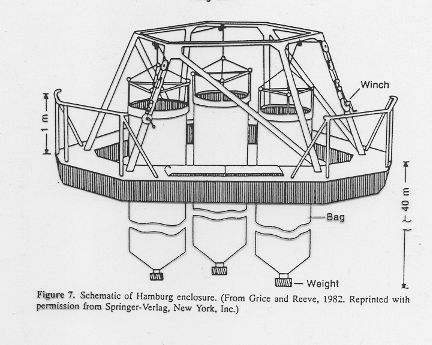 Winch
1 m
40 m
Bag
Weight
Figure 7. Schematic of Hamburg enclosure. (From Grice and Reeve, 1982. Reprinted with
permission from Springer-Verlag, New York, Inc.)